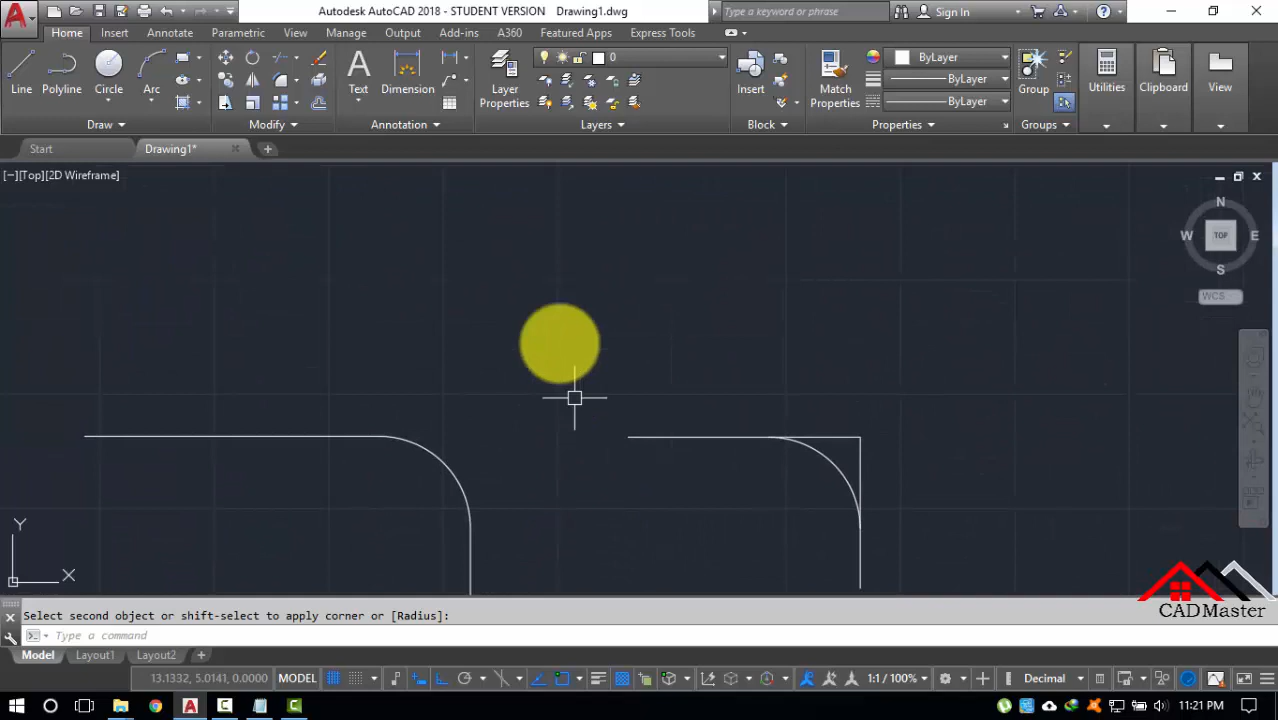 Autodesk AutoCAD 2018 - STUDENT VERSION Drawing1.dwg
Type a keyword or phrase
Sign In
Home Insert Annotate Parametric View Manage Output Add-ins A360 Featured Apps Express Tools
Line Polyline Circle Arc
Text Dimension
Layer Properties
0
Insert
Match Properties
ByLayer
ByLayer
ByLayer
Group
Utilities Clipboard View
Draw Modify Annotation Layers Block Properties Groups
Start Drawing1*
[−][Top][2D Wireframe]
N
W TOP E
S
WCS
Y
X
CADMaster
Select second object or shift-select to apply corner or [Radius]:
Type a command
Model Layout1 Layout2
13.1332, 5.0141, 0.0000 MODEL 1:1 / 100% Decimal
11:21 PM